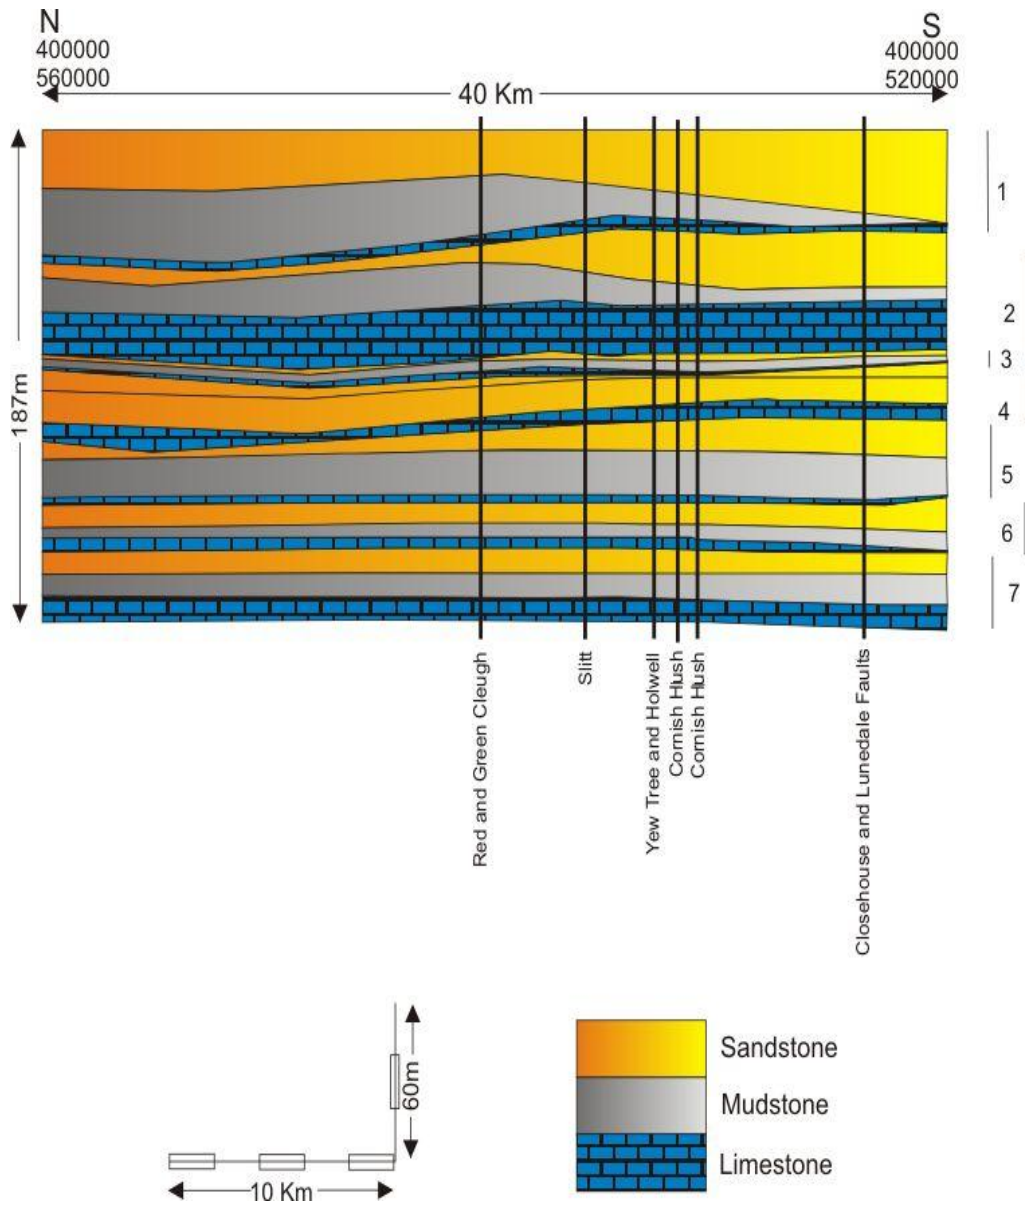 N
400000
560000
S
400000
520000
40 Km
187m
1
2
3
4
5
6
7
Red and Green Cleugh
Slitt
Yew Tree and Holwell
Cornish Hush
Cornish Hush
Closehouse and Lunedale Faults
60m
10 Km
Sandstone
Mudstone
Limestone